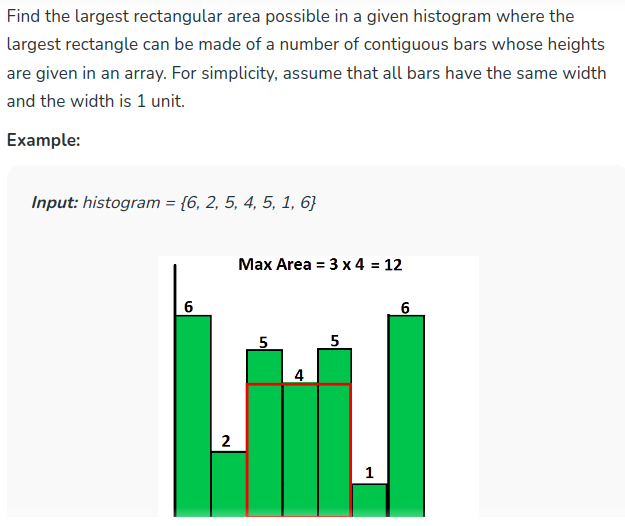 Find the largest rectangular area possible in a given histogram where the
largest rectangle can be made of a number of contiguous bars whose heights
are given in an array. For simplicity, assume that all bars have the same width
and the width is 1 unit.
Example:
Input: histogram = {6, 2, 5, 4, 5, 1, 6}
Max Area = 3 x 4 = 12
6
6
5
5
4
2
1